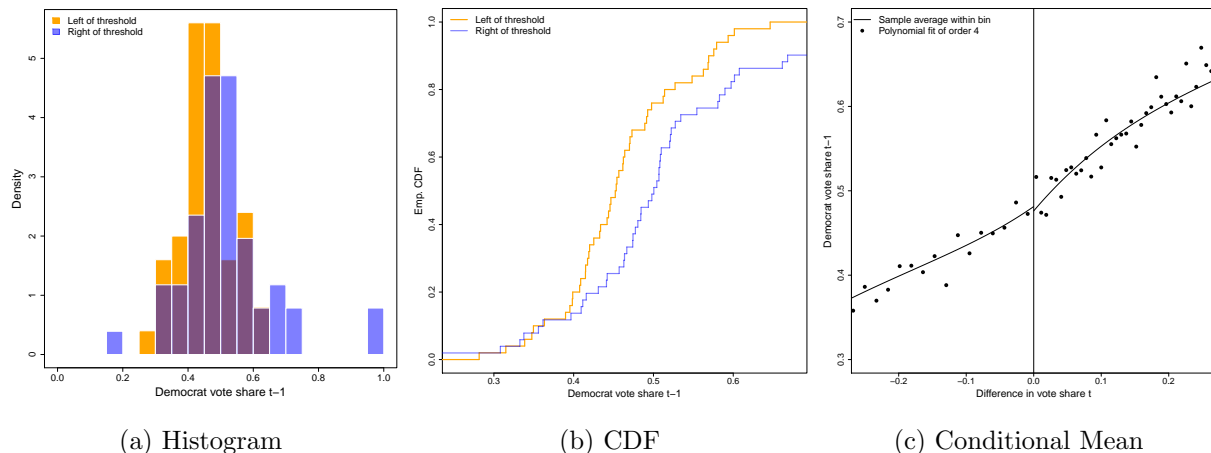 Left of threshold
Right of threshold
Density
0
1
2
3
4
5
0.0
0.2
0.4
0.6
0.8
1.0
Democrat vote share t−1
(a) Histogram
Left of threshold
Right of threshold
Emp. CDF
0.0
0.2
0.4
0.6
0.8
1.0
0.3
0.4
0.5
0.6
Democrat vote share t−1
(b) CDF
Sample average within bin
Polynomial fit of order 4
Democrat vote share t−1
0.3
0.4
0.5
0.6
0.7
−0.2
−0.1
0.0
0.1
0.2
Difference in vote share t
(c) Conditional Mean